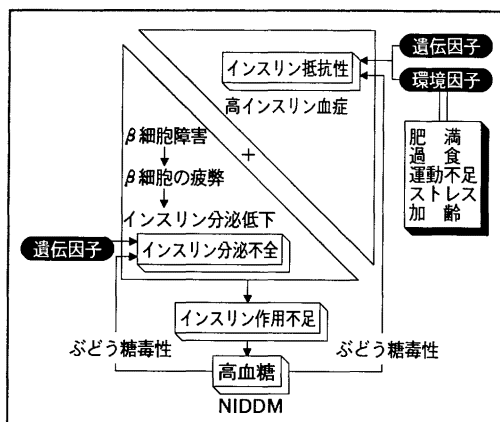 遺伝因子
インスリン抵抗性
環境因子
高インスリン血症
肥 満
過 食
運動不足
ストレス
加 齢
β細胞障害
+
β細胞の疲弊
インスリン分泌低下
遺伝因子
インスリン分泌不全
インスリン作用不足
ぶどう糖毒性
ぶどう糖毒性
高血糖
NIDDM